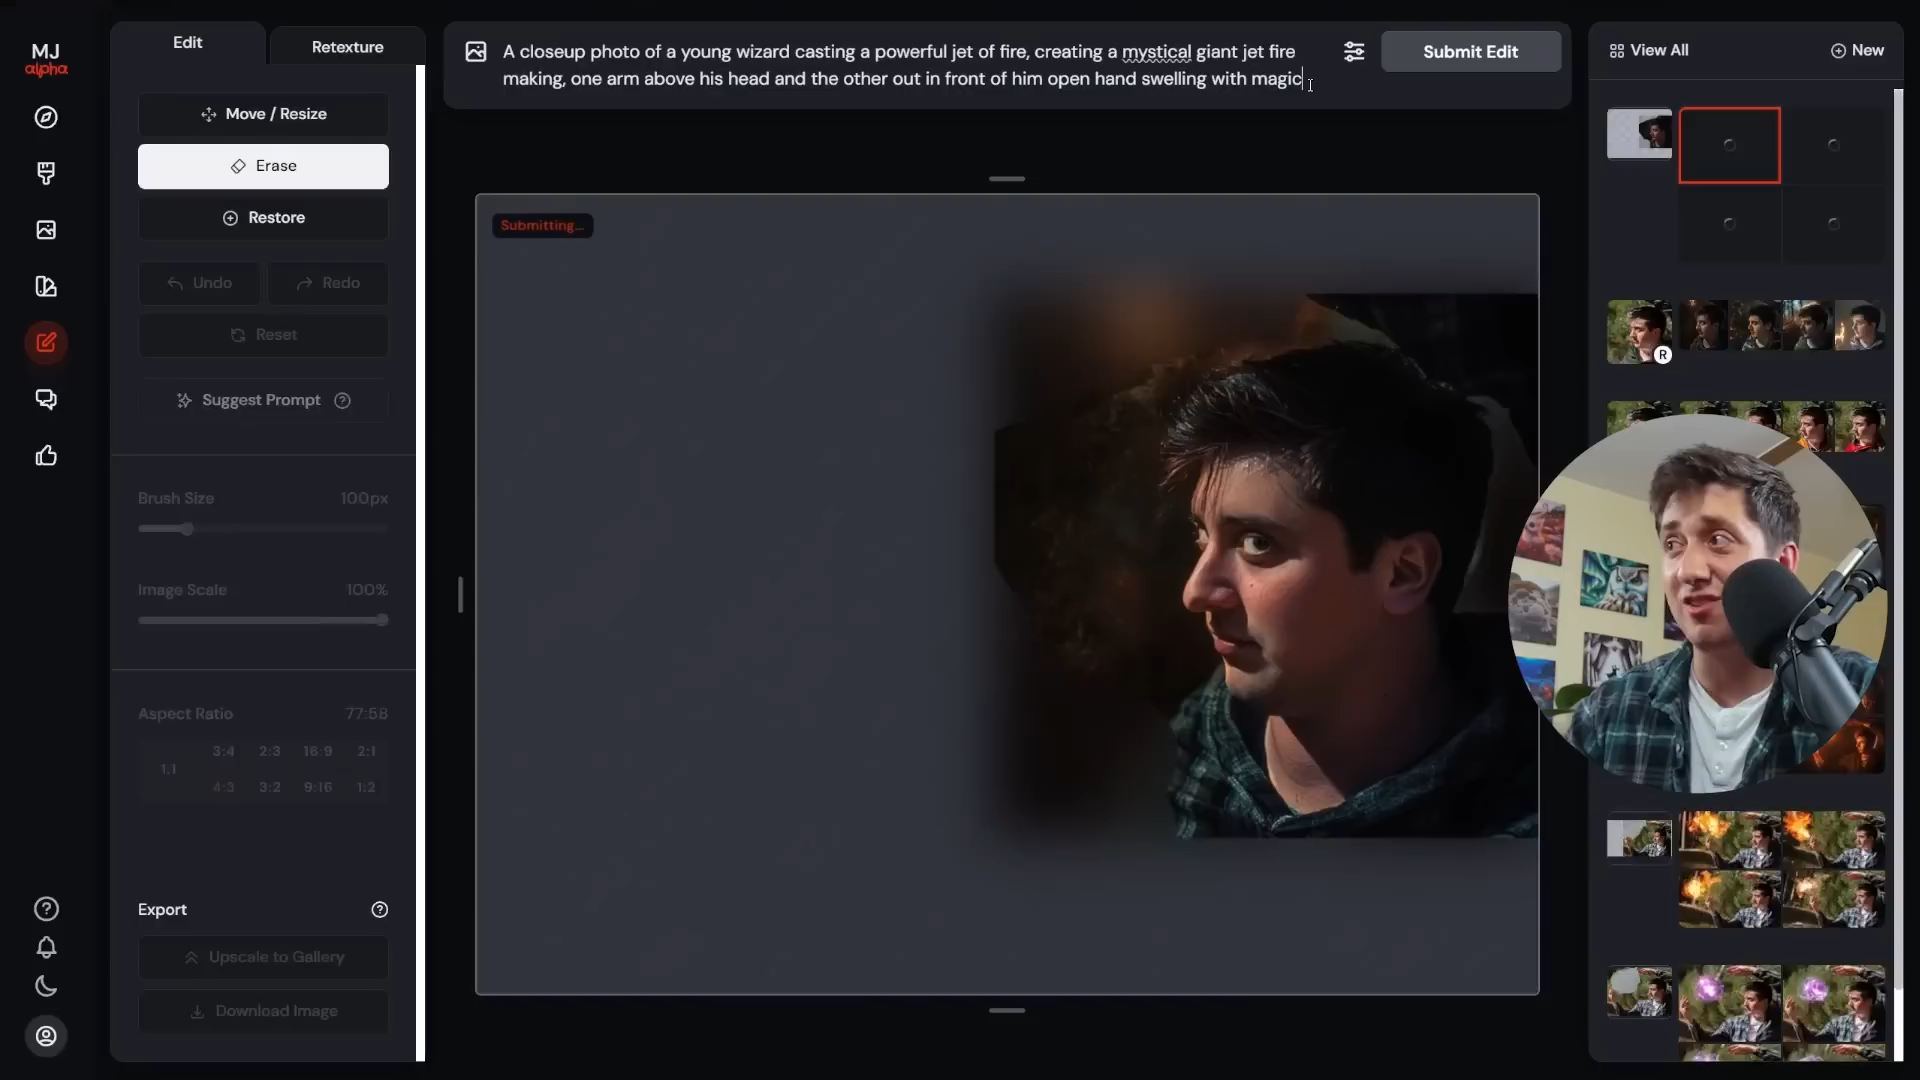 MJ
alpha
Edit
Retexture
Move / Resize
Erase
Restore
Undo
Redo
Reset
Suggest Prompt
Brush Size
100px
Image Scale
100%
Aspect Ratio
77:58
1:1
3:4
2:3
16:9
2:1
4:3
3:2
9:16
1:2
Export
Upscale to Gallery
Download Image
A closeup photo of a young wizard casting a powerful jet of fire, creating a mystical giant jet fire
making, one arm above his head and the other out in front of him open hand swelling with magic
Submit Edit
Submitting...
View All
New
R